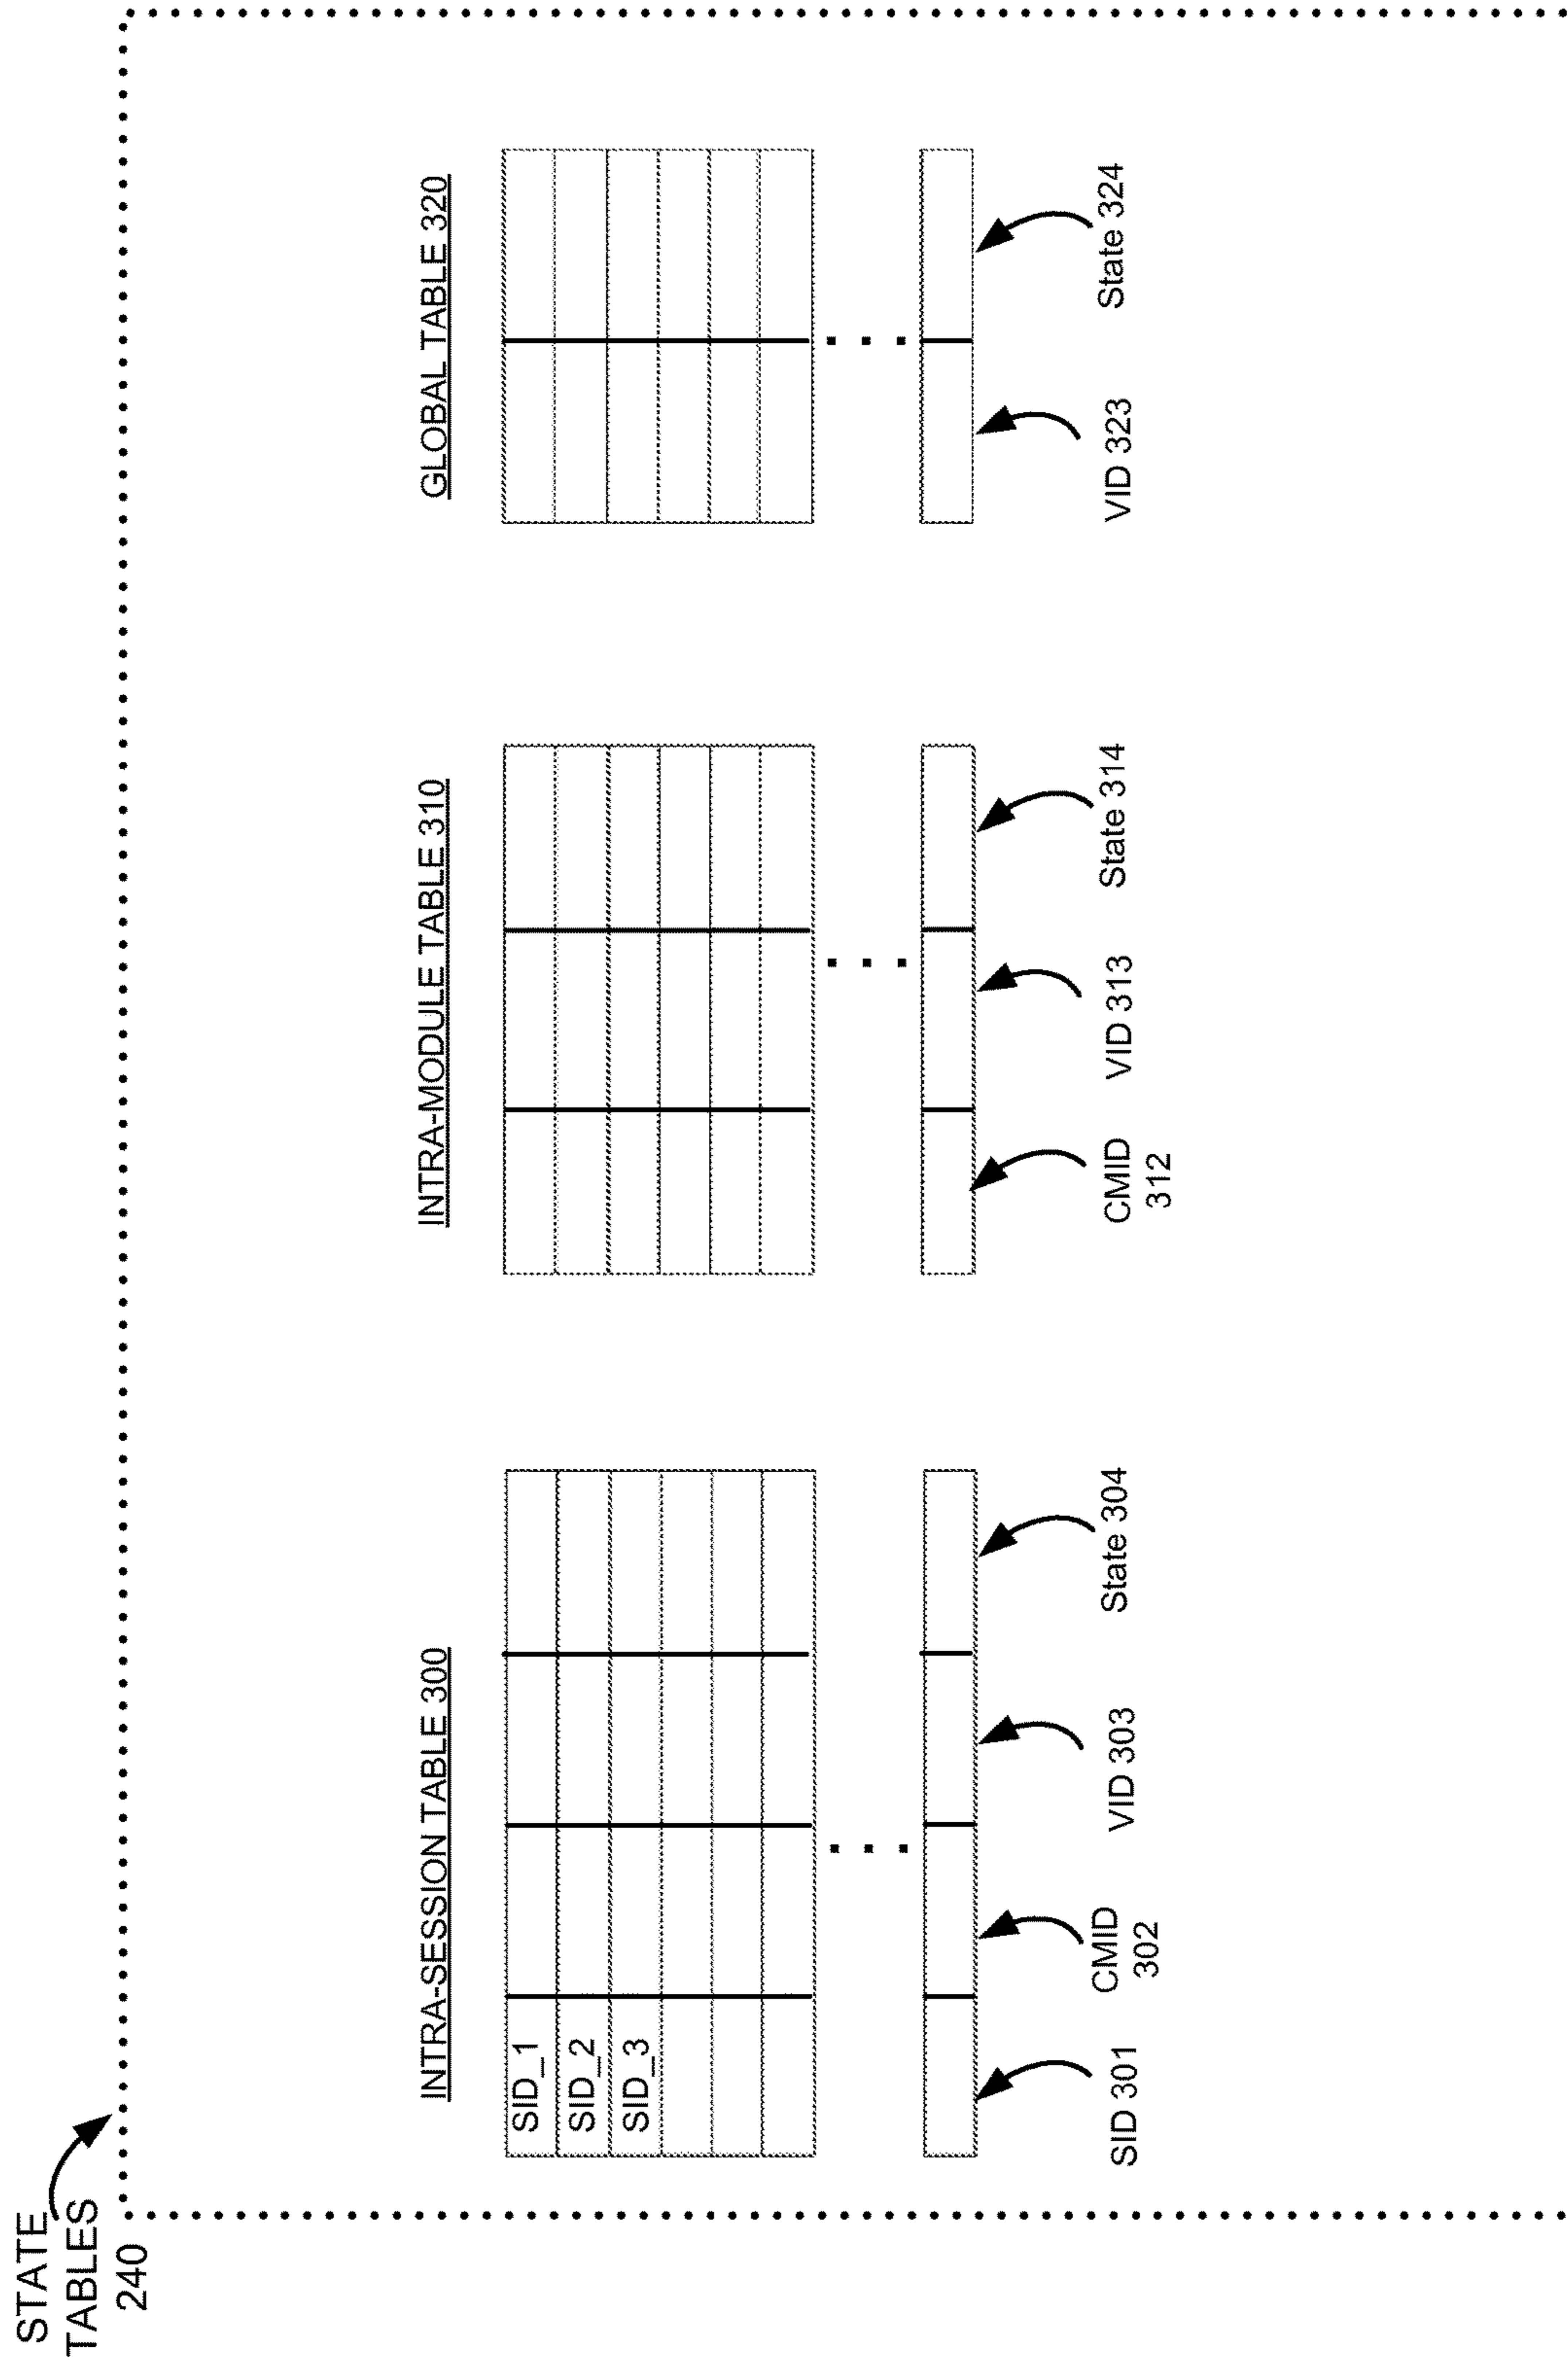 STATE
TABLES
240
INTRA-SESSION TABLE 300
SID_1
SID_2
SID_3
SID 301
CMID
302
VID 303
State 304
INTRA-MODULE TABLE 310
CMID
312
VID 313
State 314
GLOBAL TABLE 320
VID 323
State 324